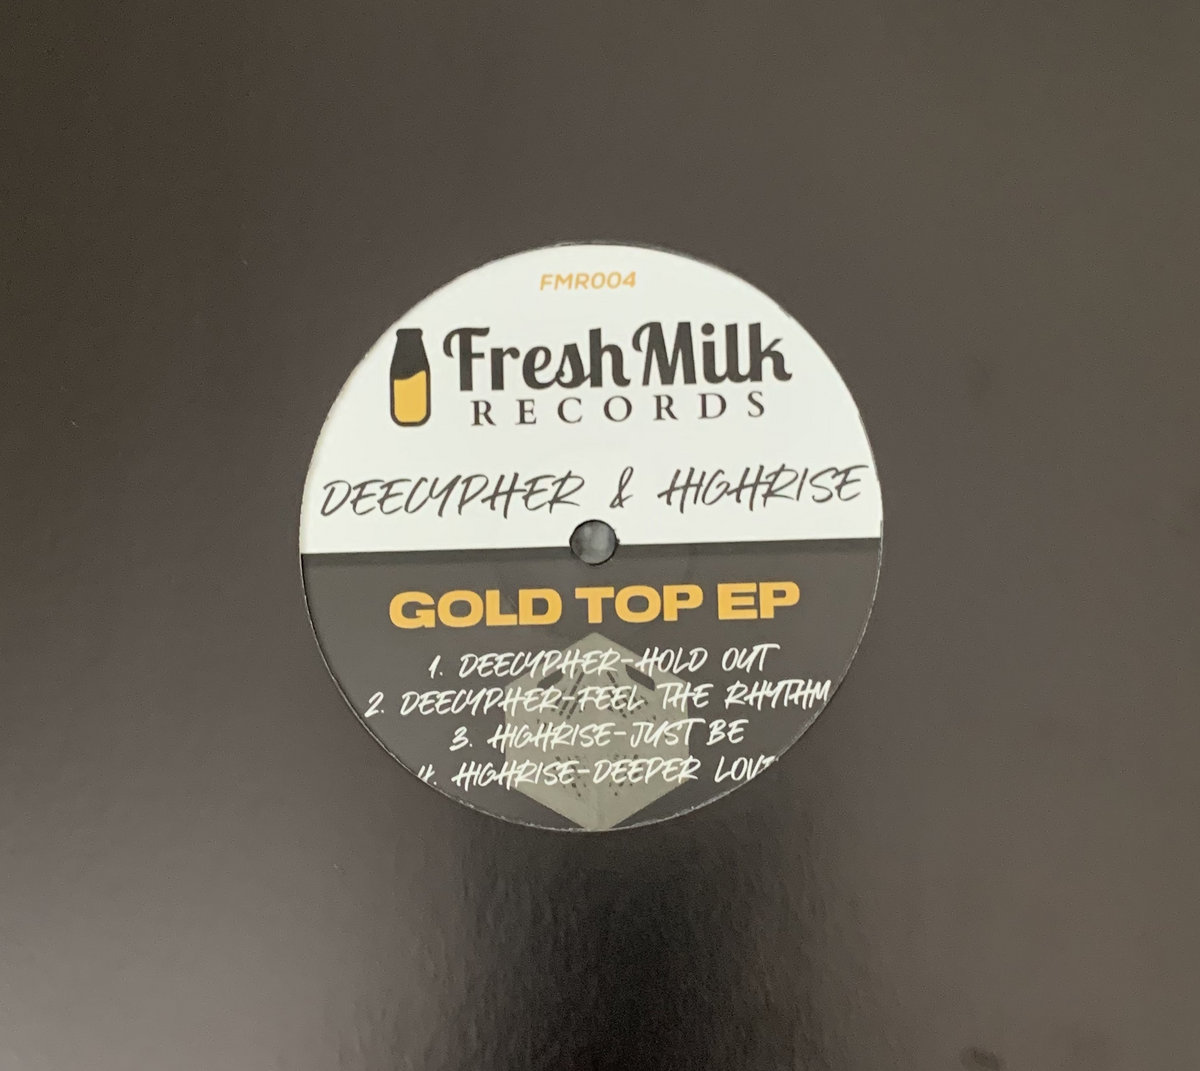 FMR004
Fresh Milk
RECORDS
DEECYPHER & HIGHRISE
GOLD TOP EP
1. DEECYPHER-HOLD OUT
2. DEECYPHER-FEEL THE RHYTHM
3. HIGHRISE-JUST BE
4. HIGHRISE-DEEPER LOVE